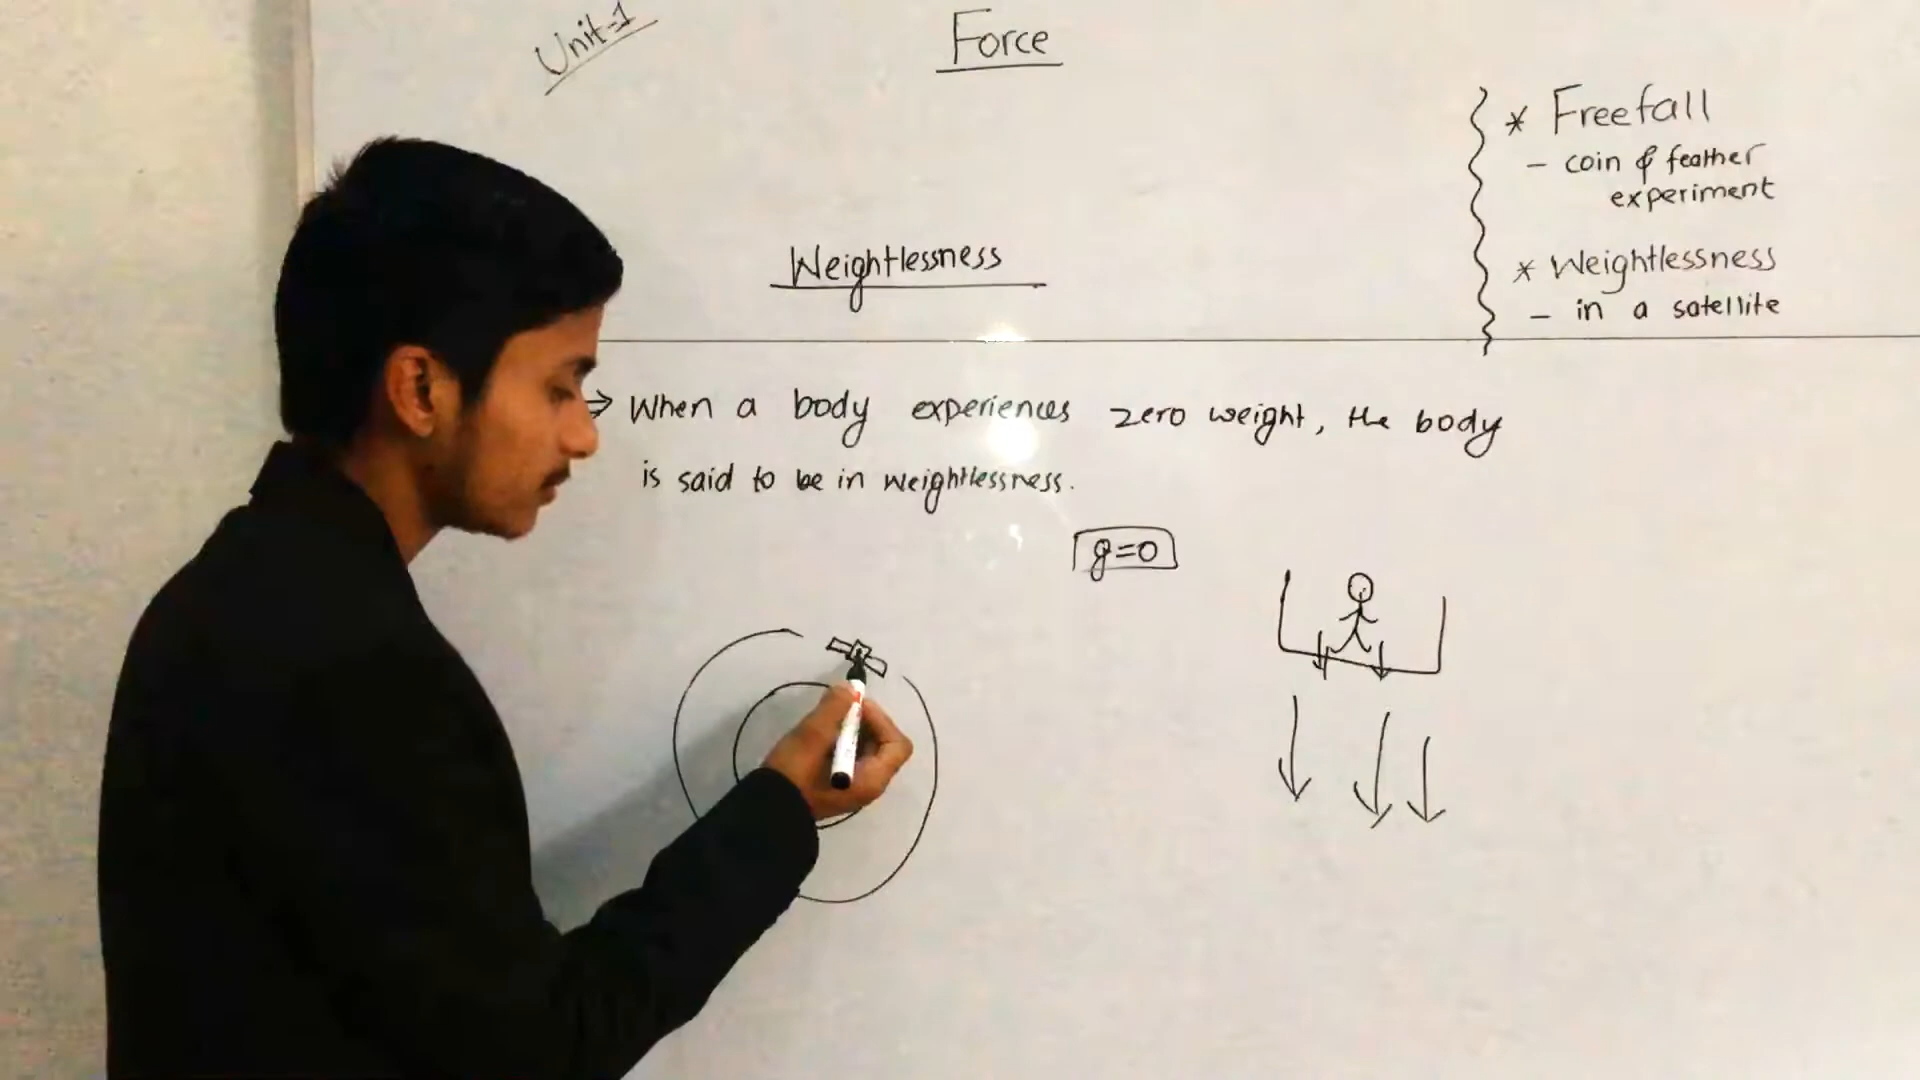 Unit-1
Force
* Freefall
- coin & feather
experiment
* Weightlessness
- in a satellite
Weightlessness
⇒ When a body experiences zero weight, the body
is said to be in weightlessness.
g=0